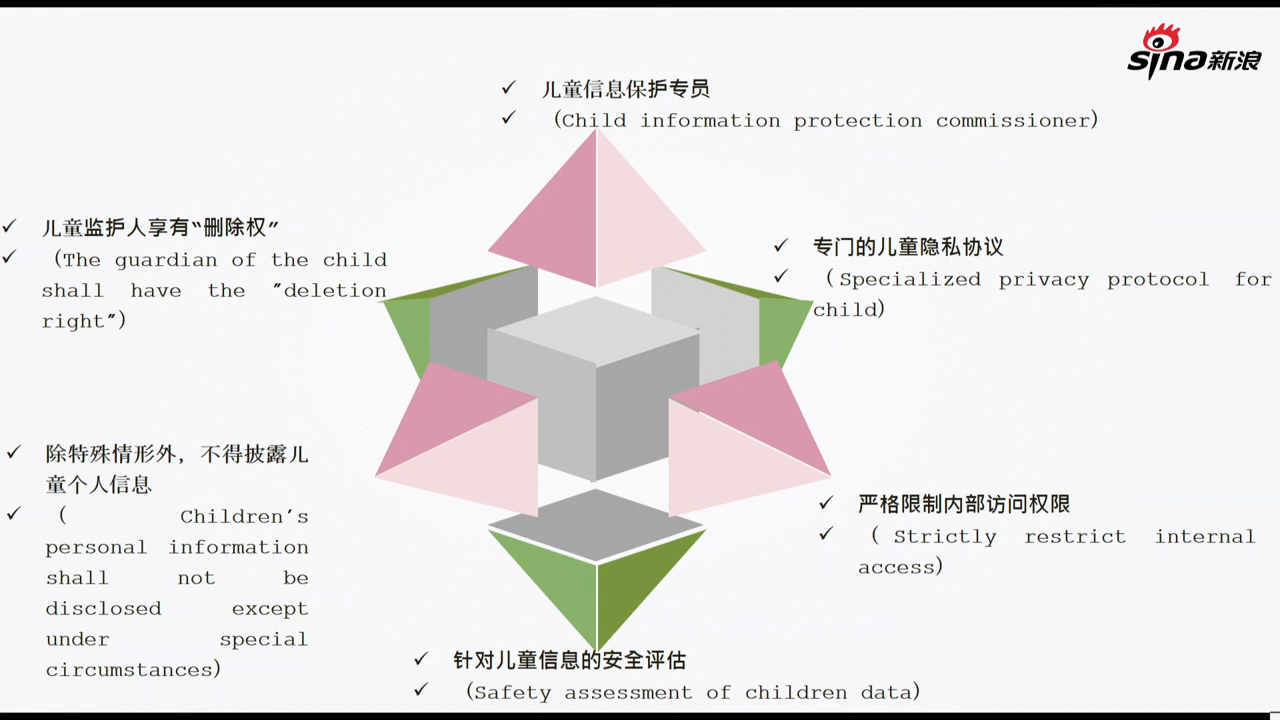 sina新浪
儿童信息保护专员
（Child information protection commissioner）
儿童监护人享有“删除权”
（The guardian of the child
shall have the "deletion
right"）
专门的儿童隐私协议
（Specialized privacy protocol for
child）
除特殊情形外，不得披露儿
童个人信息
（ Children's
personal information
shall not be
disclosed except
under special
circumstances）
严格限制内部访问权限
（Strictly restrict internal
access）
针对儿童信息的安全评估
（Safety assessment of children data）